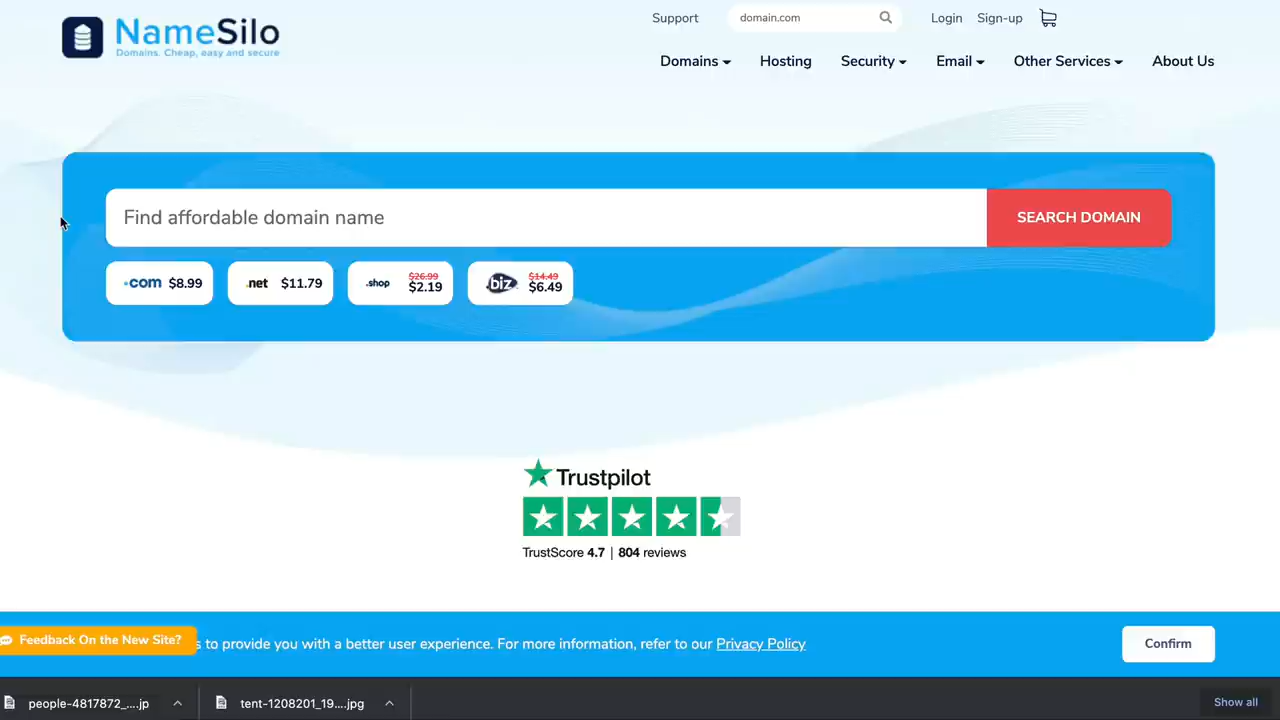 NameSilo
Domains. Cheap, easy and secure
Support
domain.com
Login
Sign-up
Domains
Hosting
Security
Email
Other Services
About Us
Find affordable domain name
SEARCH DOMAIN
.com $8.99
.net $11.79
.shop $26.99 $2.19
.biz $14.49 $6.49
Trustpilot
TrustScore 4.7 | 804 reviews
Feedback On the New Site?
s to provide you with a better user experience. For more information, refer to our Privacy Policy
Confirm
people-4817872_....jp
tent-1208201_19....jpg
Show all